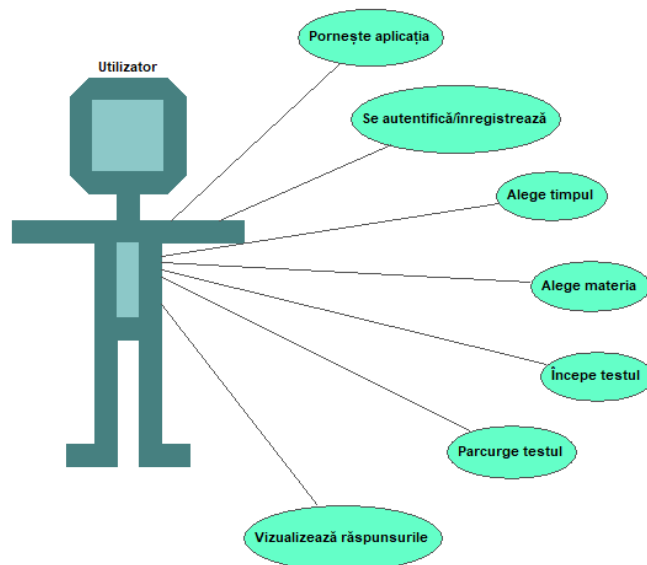 Pornește aplicația
Utilizator
Se autentifică/înregistrează
Alege timpul
Alege materia
Începe testul
Parcurge testul
Vizualizează răspunsurile